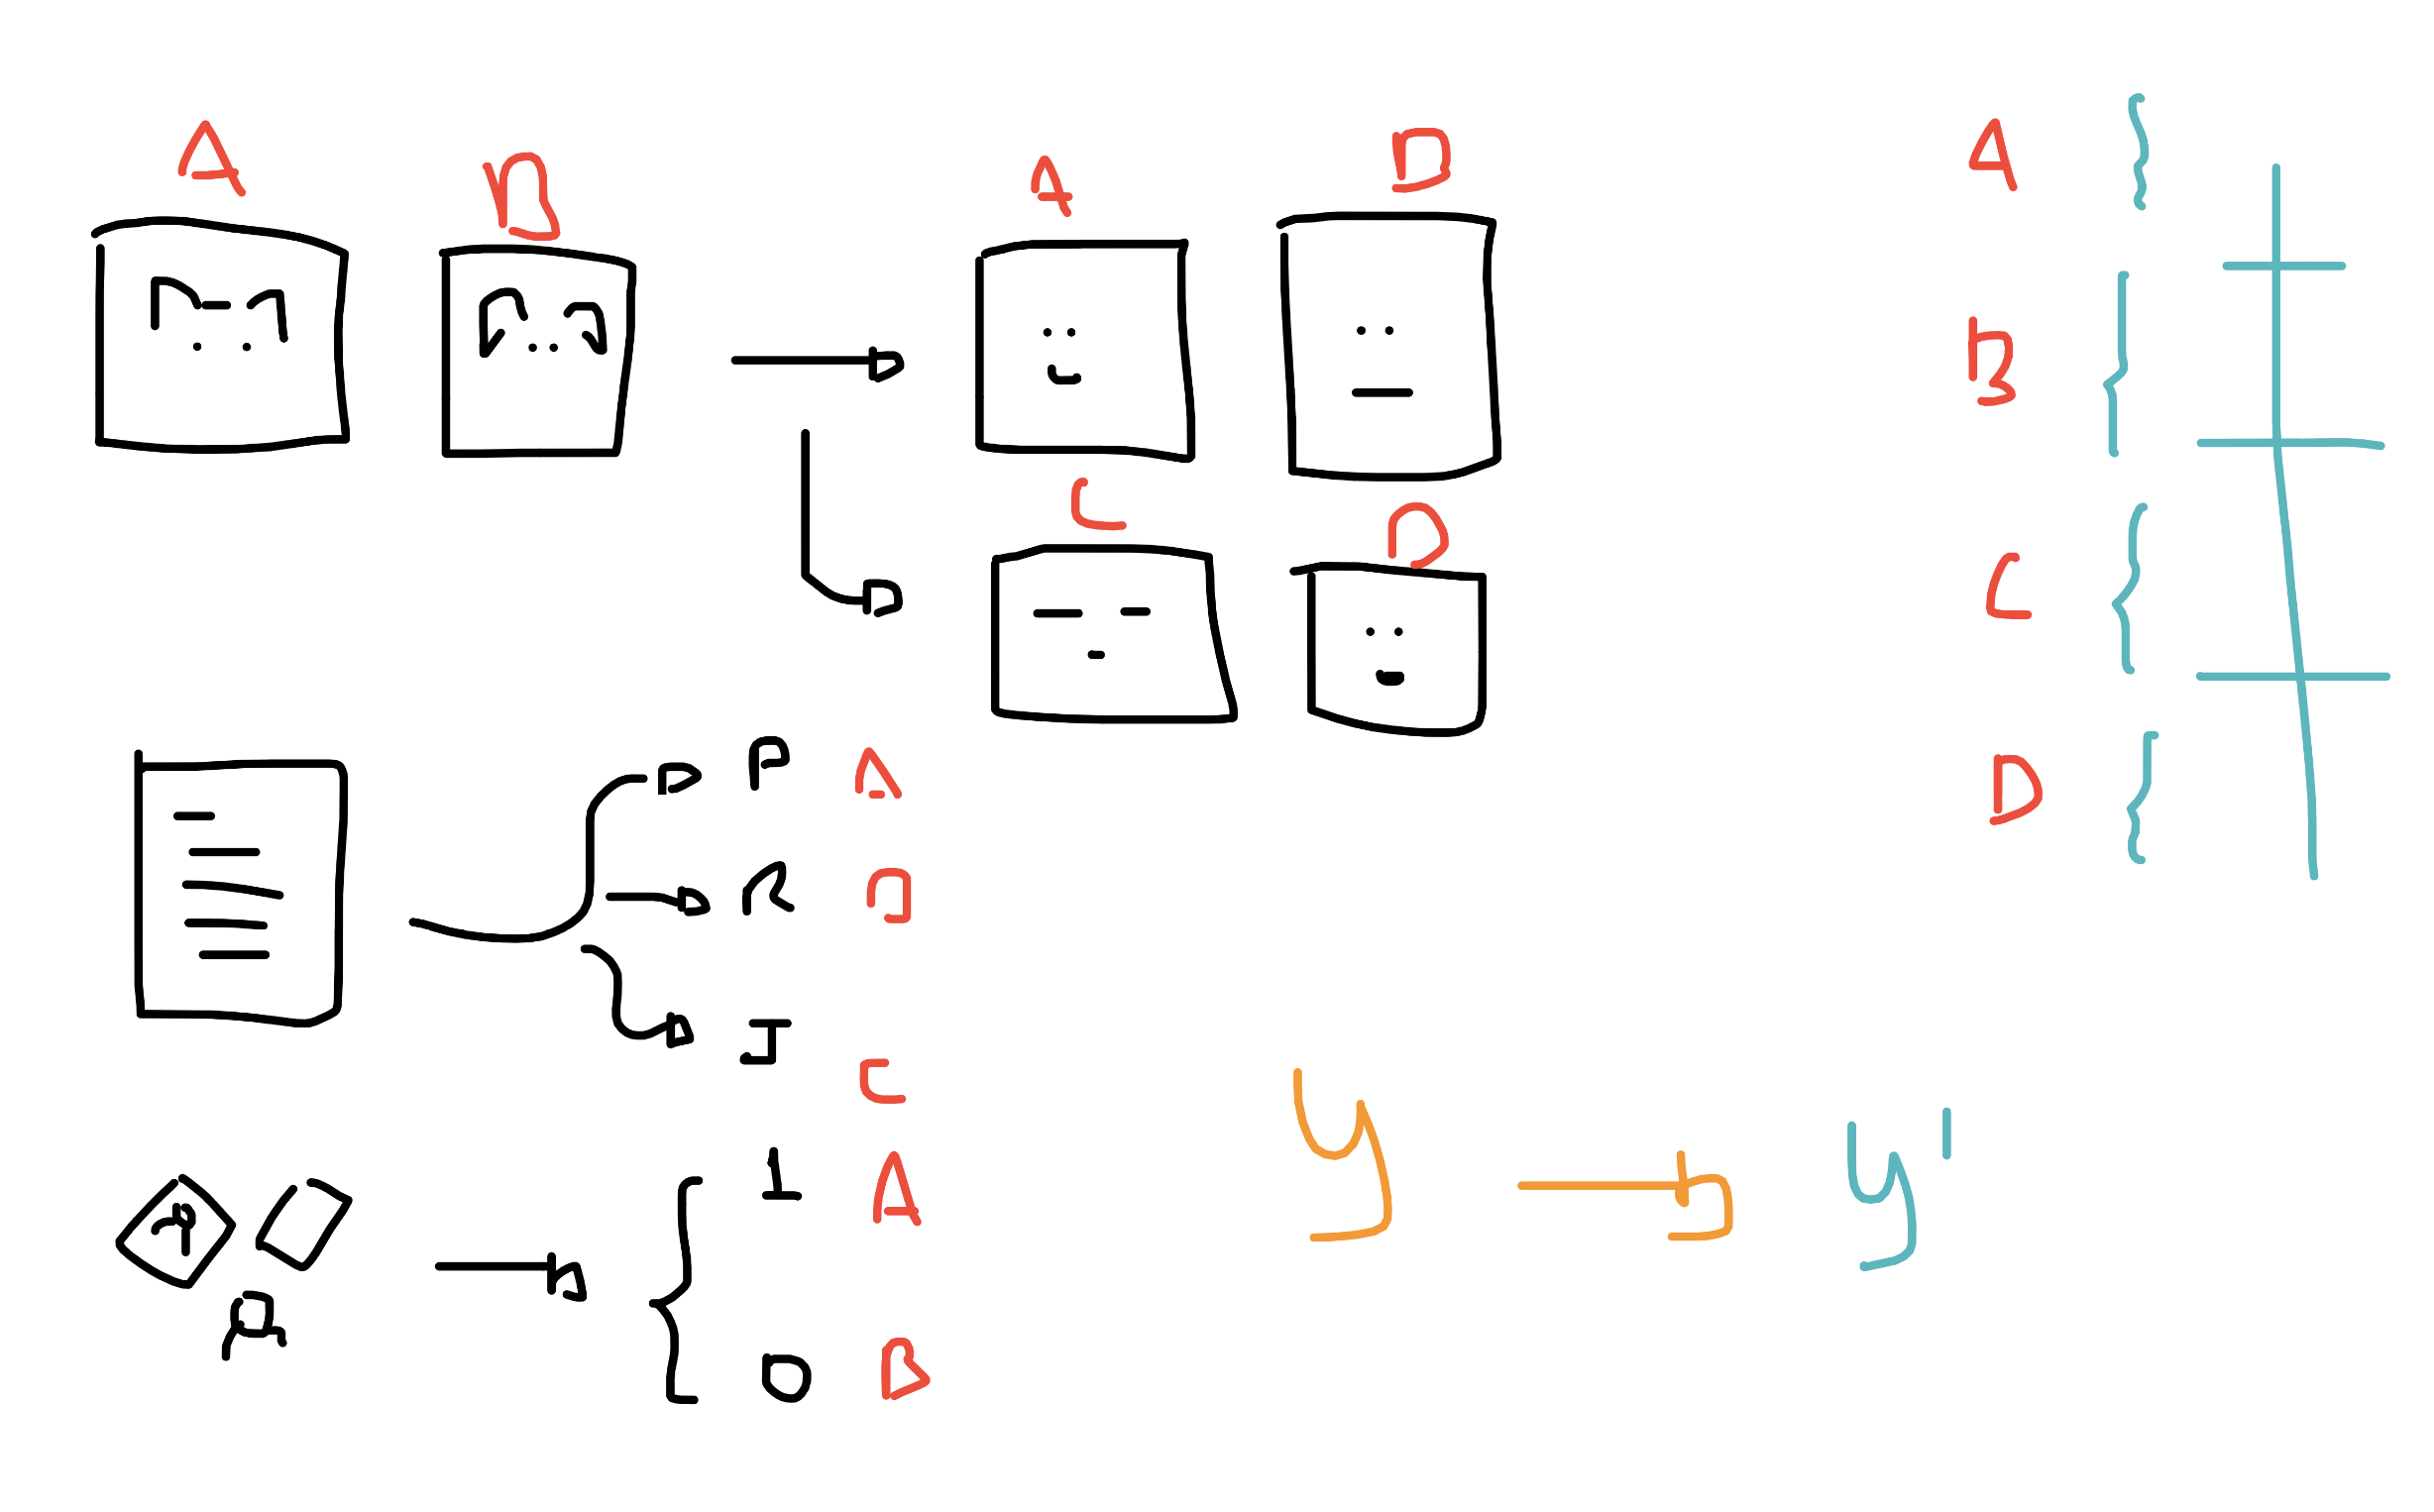 A B A B A
B
C D
C
P A
D
R B
J C
1 A y → y'
0 B